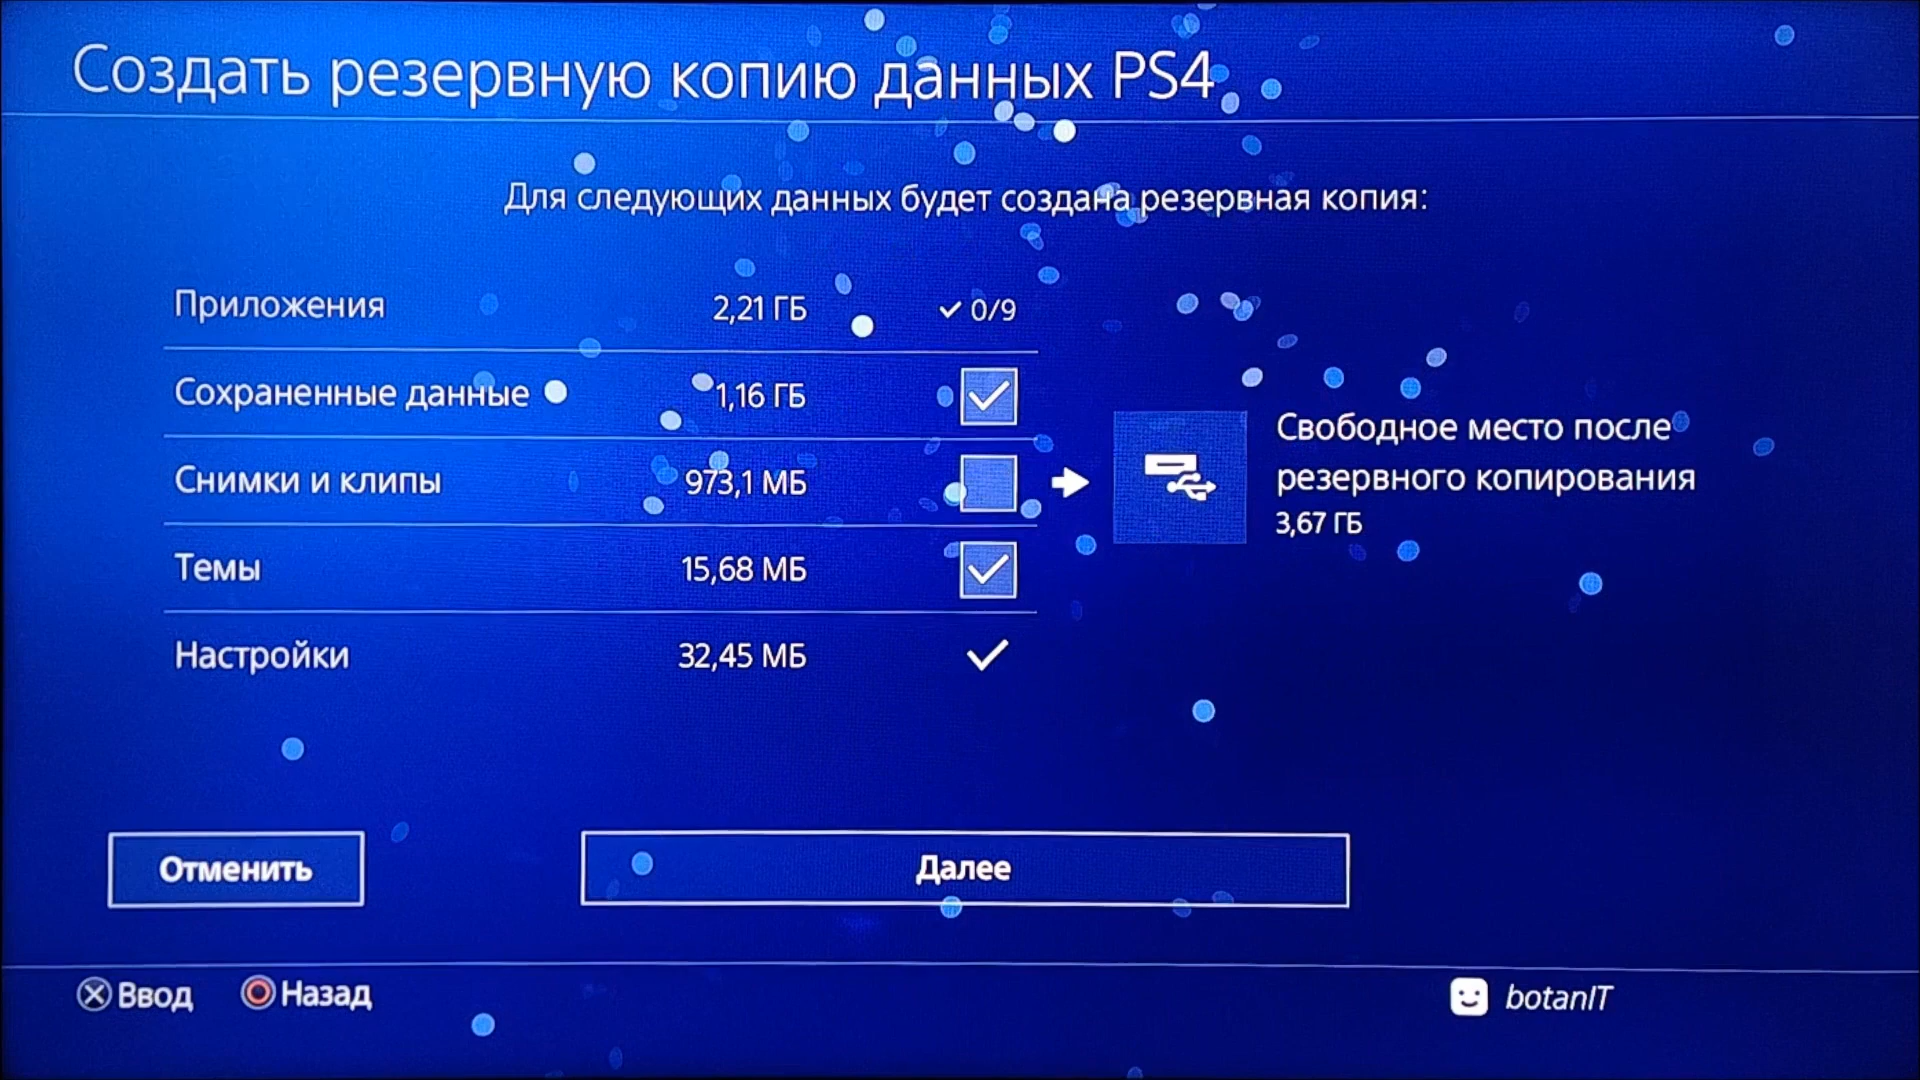 Создать резервную копию данных PS4
Для следующих данных будет создана резервная копия:
Приложения 2,21 ГБ ✓ 0/9
Сохраненные данные 1,16 ГБ ✓
Снимки и клипы 973,1 МБ
Темы 15,68 МБ ✓
Настройки 32,45 МБ ✓
Свободное место после
резервного копирования
3,67 ГБ
Отменить
Далее
Ввод Назад
botanIT